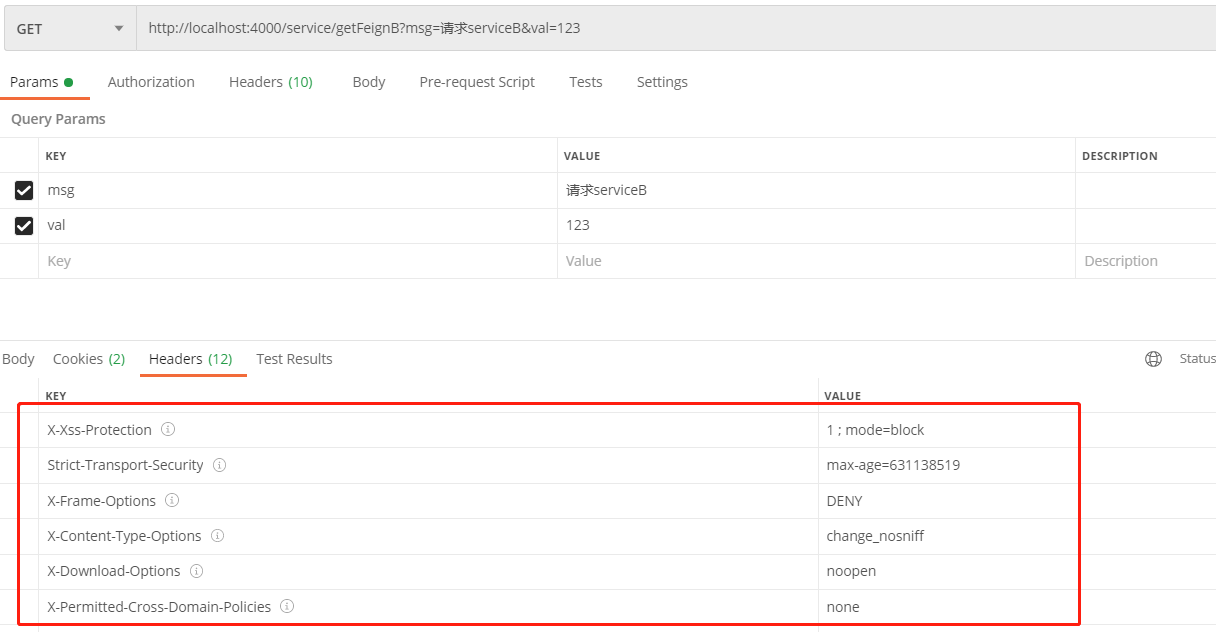 GET http://localhost:4000/service/getFeignB?msg=请求serviceB&val=123
Params Authorization Headers (10) Body Pre-request Script Tests Settings
Query Params
KEY VALUE DESCRIPTION
msg 请求serviceB
val 123
Key Value Description
Body Cookies (2) Headers (12) Test Results Status
KEY VALUE
X-Xss-Protection 1 ; mode=block
Strict-Transport-Security max-age=631138519
X-Frame-Options DENY
X-Content-Type-Options change_nosniff
X-Download-Options noopen
X-Permitted-Cross-Domain-Policies none